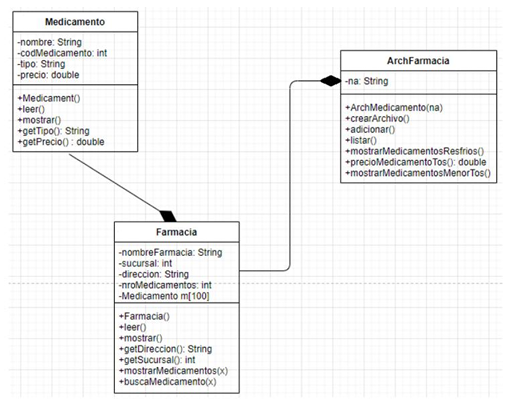 Medicamento
-nombre: String
-codMedicamento: int
-tipo: String
-precio: double
+Medicament()
+leer()
+mostrar()
+getTipo(): String
+getPrecio() : double
ArchFarmacia
-na: String
+ArchMedicamento(na)
+crearArchivo()
+adicionar()
+listar()
+mostrarMedicamentosResfrios()
+precioMedicamentoTos(): double
+mostrarMedicamentosMenorTos()
Farmacia
-nombreFarmacia: String
-sucursal: int
-direccion: String
-nroMedicamentos: int
-Medicamento m[100]
+Farmacia()
+leer()
+mostrar()
+getDireccion(): String
+getSucursal(): int
+mostrarMedicamentos(x)
+buscaMedicamento(x)